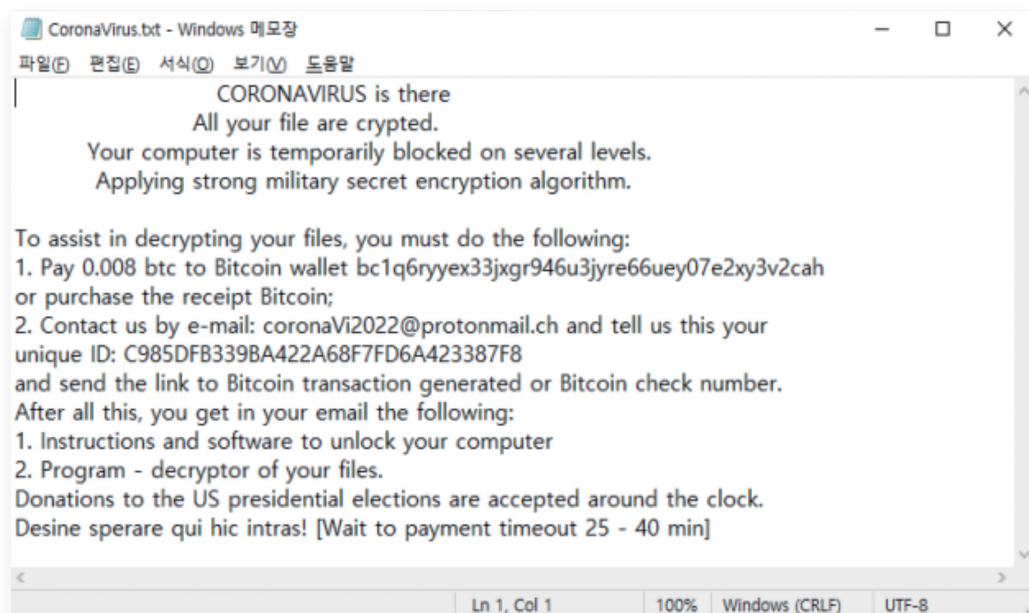 CoronaVirus.txt - Windows 메모장
파일(F) 편집(E) 서식(O) 보기(V) 도움말
CORONAVIRUS is there
All your file are crypted.
Your computer is temporarily blocked on several levels.
Applying strong military secret encryption algorithm.
To assist in decrypting your files, you must do the following:
1. Pay 0.008 btc to Bitcoin wallet bc1q6ryyex33jxgr946u3jyre66uey07e2xy3v2cah
or purchase the receipt Bitcoin;
2. Contact us by e-mail: coronaVi2022@protonmail.ch and tell us this your
unique ID: C985DFB339BA422A68F7FD6A423387F8
and send the link to Bitcoin transaction generated or Bitcoin check number.
After all this, you get in your email the following:
1. Instructions and software to unlock your computer
2. Program - decryptor of your files.
Donations to the US presidential elections are accepted around the clock.
Desine sperare qui hic intras! [Wait to payment timeout 25 - 40 min]
Ln 1, Col 1 100% Windows (CRLF) UTF-8